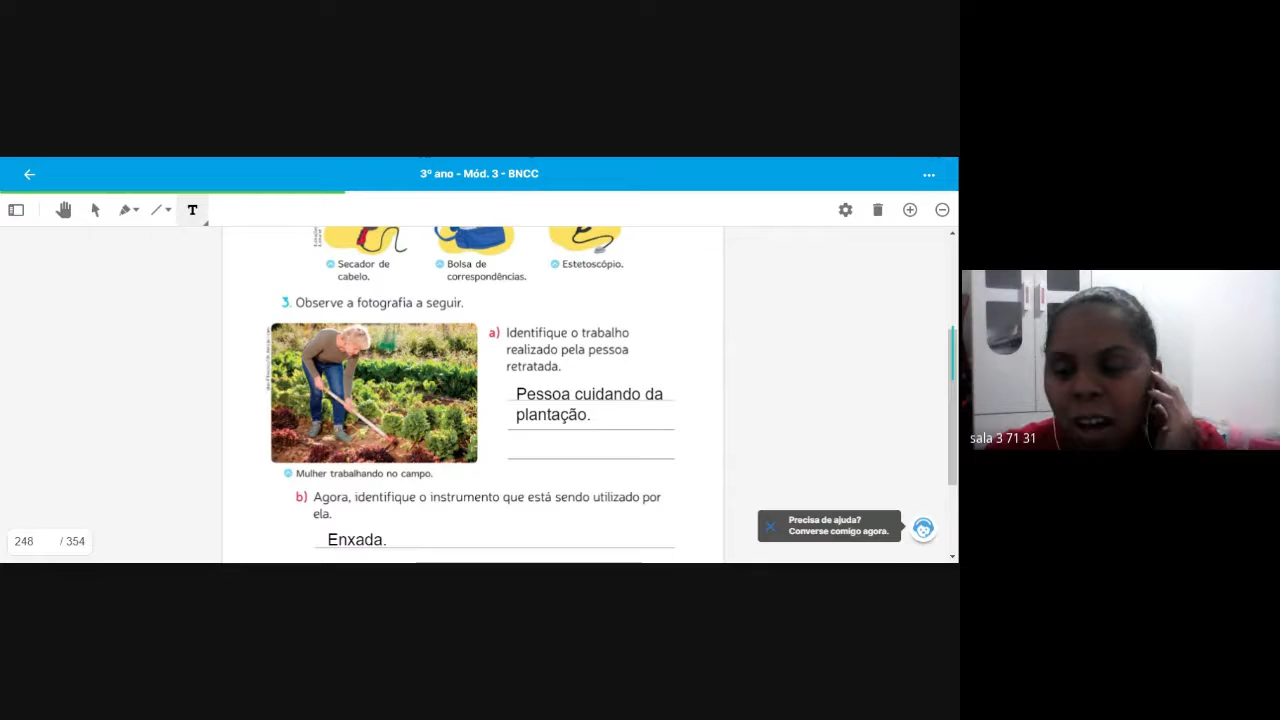 3º ano - Mód. 3 - BNCC
T
Secador de
cabelo.
Bolsa de
correspondências.
Estetoscópio.
3. Observe a fotografia a seguir.
a) Identifique o trabalho
realizado pela pessoa
retratada.
Pessoa cuidando da
plantação.
Mulher trabalhando no campo.
b) Agora, identifique o instrumento que está sendo utilizado por
ela.
Enxada.
248 / 354
Precisa de ajuda?
Converse comigo agora.
sala 3 71 31